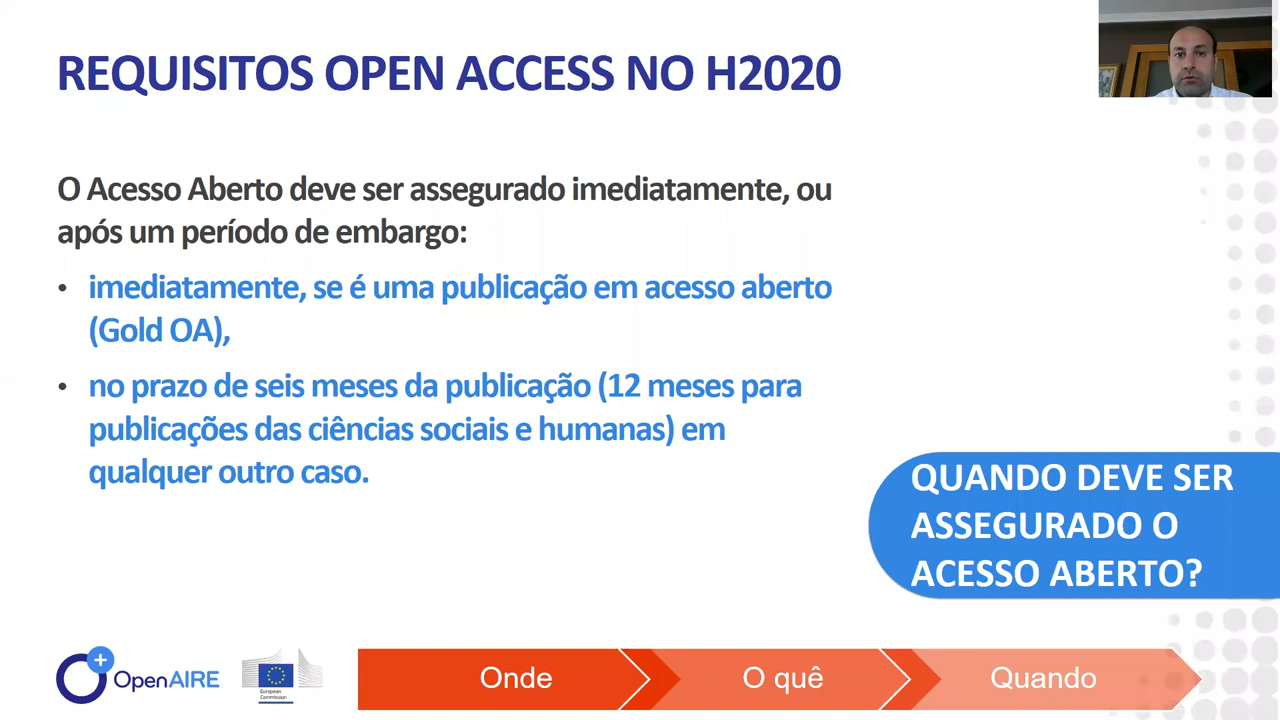 REQUISITOS OPEN ACCESS NO H2020
O Acesso Aberto deve ser assegurado imediatamente, ou
após um período de embargo:
• imediatamente, se é uma publicação em acesso aberto
(Gold OA),
• no prazo de seis meses da publicação (12 meses para
publicações das ciências sociais e humanas) em
qualquer outro caso.
QUANDO DEVE SER
ASSEGURADO O
ACESSO ABERTO?
OpenAIRE
European
Commission
Onde
O quê
Quando